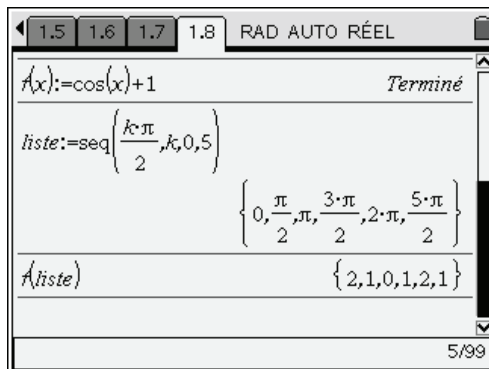 1.5 1.6 1.7 1.8 RAD AUTO RÉEL
f(x):=cos(x)+1 Terminé
liste:=seq(k·π/2,k,0,5)
{0,π/2,π,3·π/2,2·π,5·π/2}
f(liste) {2,1,0,1,2,1}
5/99